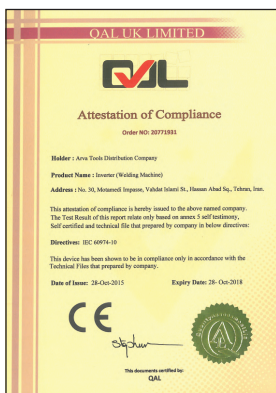 QAL UK LIMITED
QAL
Attestation of Compliance
Order NO: 20771931
Holder : Arva Tools Distribution Company
Product Name : Inverter (Welding Machine)
Address : No. 30, Motamedi Impasse, Vahdat Islami St., Hassan Abad Sq., Tehran, Iran.
This attestation of compliance is hereby issued to the above named company.
The Test Result of this report relate only based on annex 5 self testimony,
Self certified and technical file that prepared by company in below directives:
Directives: IEC 60974-10
This device has been shown to be in compliance only in accordance with the
Technical Files that prepared by company.
Date of Issue: 28-Oct-2015 Expiry Date: 28- Oct-2018
CE
Stephen
This documents certified by:
QAL